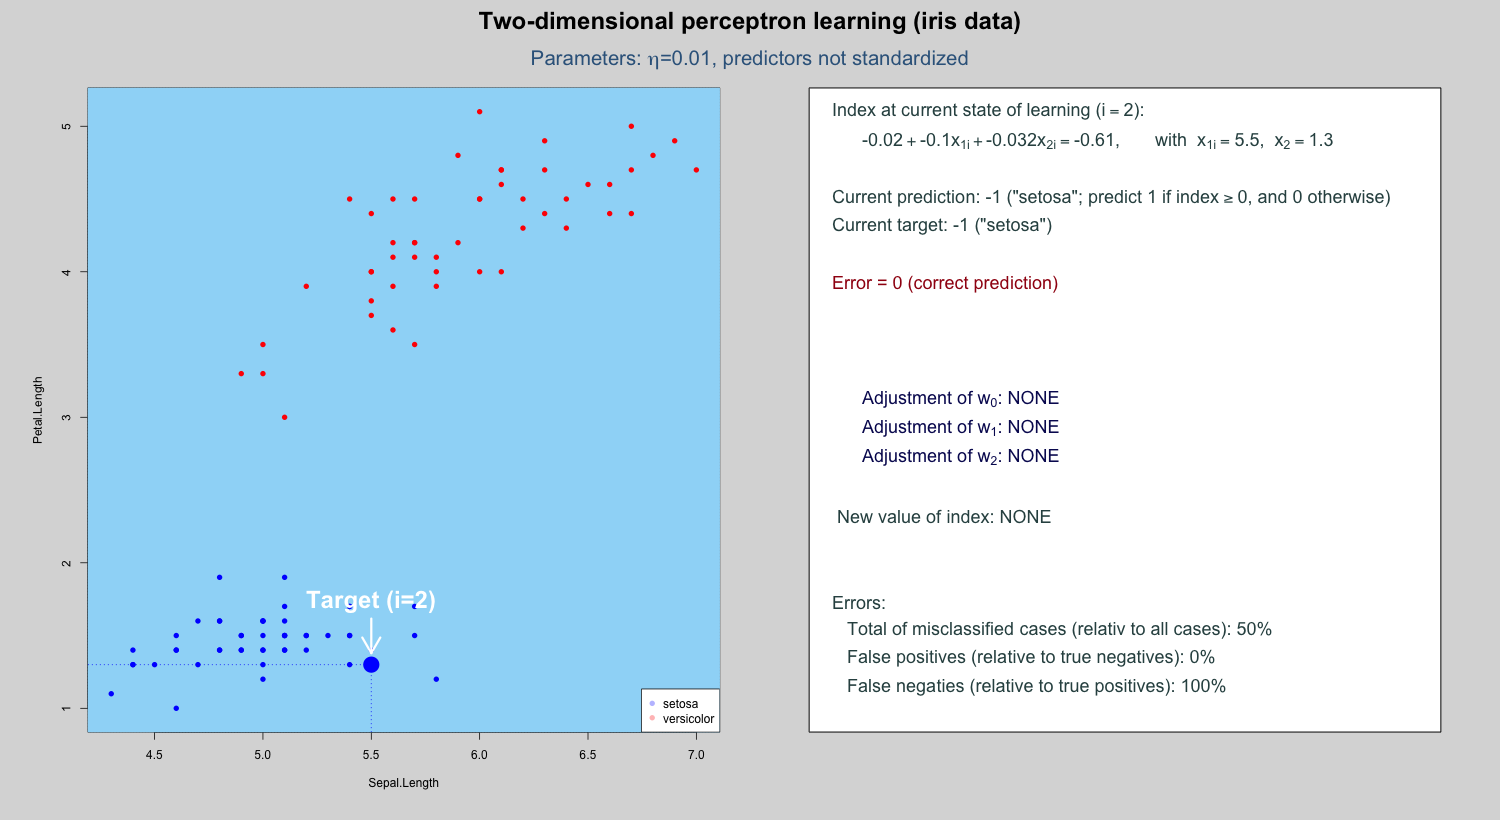 Two-dimensional perceptron learning (iris data)
Parameters: η=0.01, predictors not standardized
5
4
3
2
1
Petal.Length
4.5 5.0 5.5 6.0 6.5 7.0
Sepal.Length
Target (i=2)
setosa
versicolor
Index at current state of learning (i = 2):
-0.02 + -0.1x1i + -0.032x2i = -0.61, with x1i = 5.5, x2 = 1.3
Current prediction: -1 ("setosa"; predict 1 if index ≥ 0, and 0 otherwise)
Current target: -1 ("setosa")
Error = 0 (correct prediction)
Adjustment of w0: NONE
Adjustment of w1: NONE
Adjustment of w2: NONE
New value of index: NONE
Errors:
Total of misclassified cases (relativ to all cases): 50%
False positives (relative to true negatives): 0%
False negaties (relative to true positives): 100%